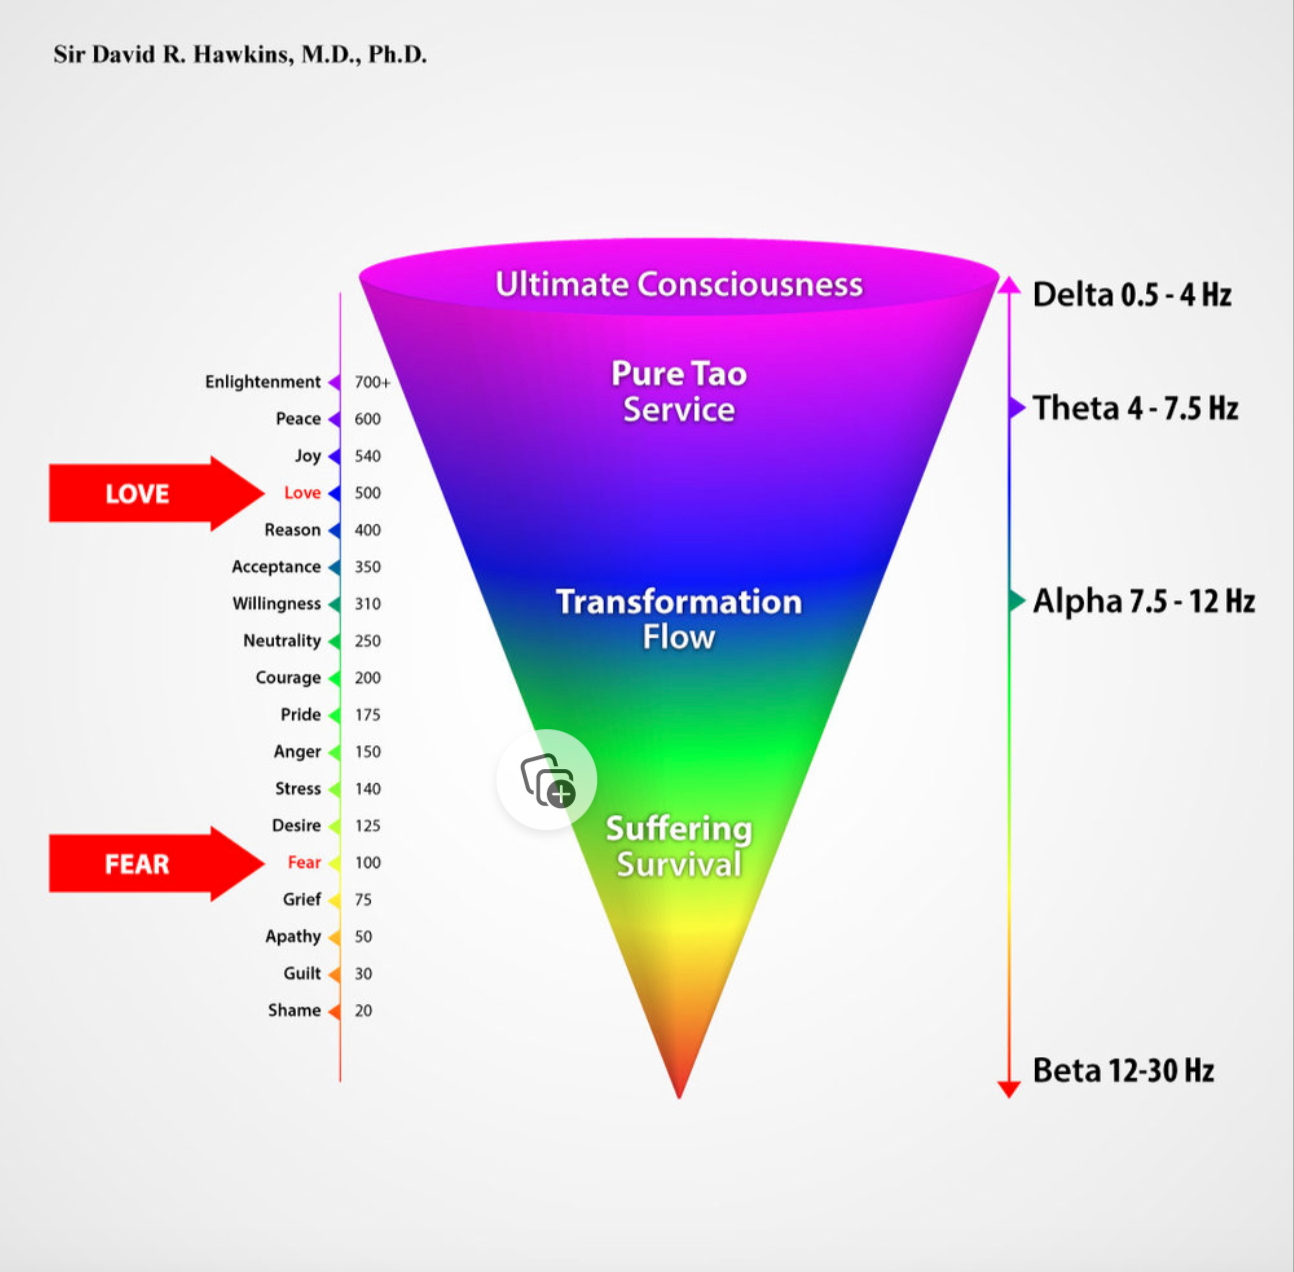 Sir David R. Hawkins, M.D., Ph.D.
Ultimate Consciousness
Pure Tao
Service
Transformation
Flow
Suffering
Survival
Enlightenment 700+
Peace 600
Joy 540
LOVE Love 500
Reason 400
Acceptance 350
Willingness 310
Neutrality 250
Courage 200
Pride 175
Anger 150
Stress 140
Desire 125
FEAR Fear 100
Grief 75
Apathy 50
Guilt 30
Shame 20
Delta 0.5 - 4 Hz
Theta 4 - 7.5 Hz
Alpha 7.5 - 12 Hz
Beta 12-30 Hz